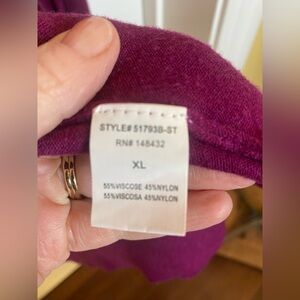 STYLE# 51793B-ST
RN# 148432
XL
55%VISCOSE 45%NYLON
55%VISCOSA 45%NYLON